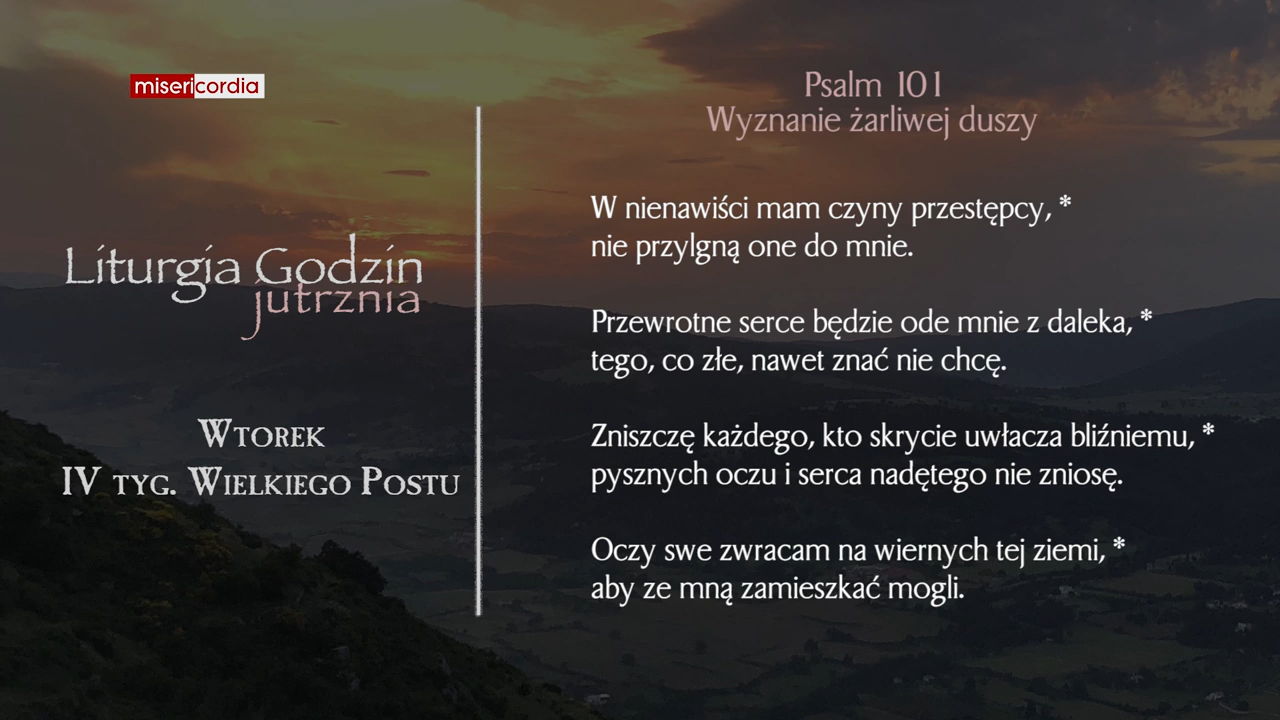 misericordia
Liturgia Godzin
jutrznia
Wtorek
IV tyg. Wielkiego Postu
Psalm 101
Wyznanie żarliwej duszy
W nienawiści mam czyny przestępcy, *
nie przylgną one do mnie.
Przewrotne serce będzie ode mnie z daleka, *
tego, co złe, nawet znać nie chcę.
Zniszczę każdego, kto skrycie uwłacza bliźniemu, *
pysznych oczu i serca nadętego nie zniosę.
Oczy swe zwracam na wiernych tej ziemi, *
aby ze mną zamieszkać mogli.